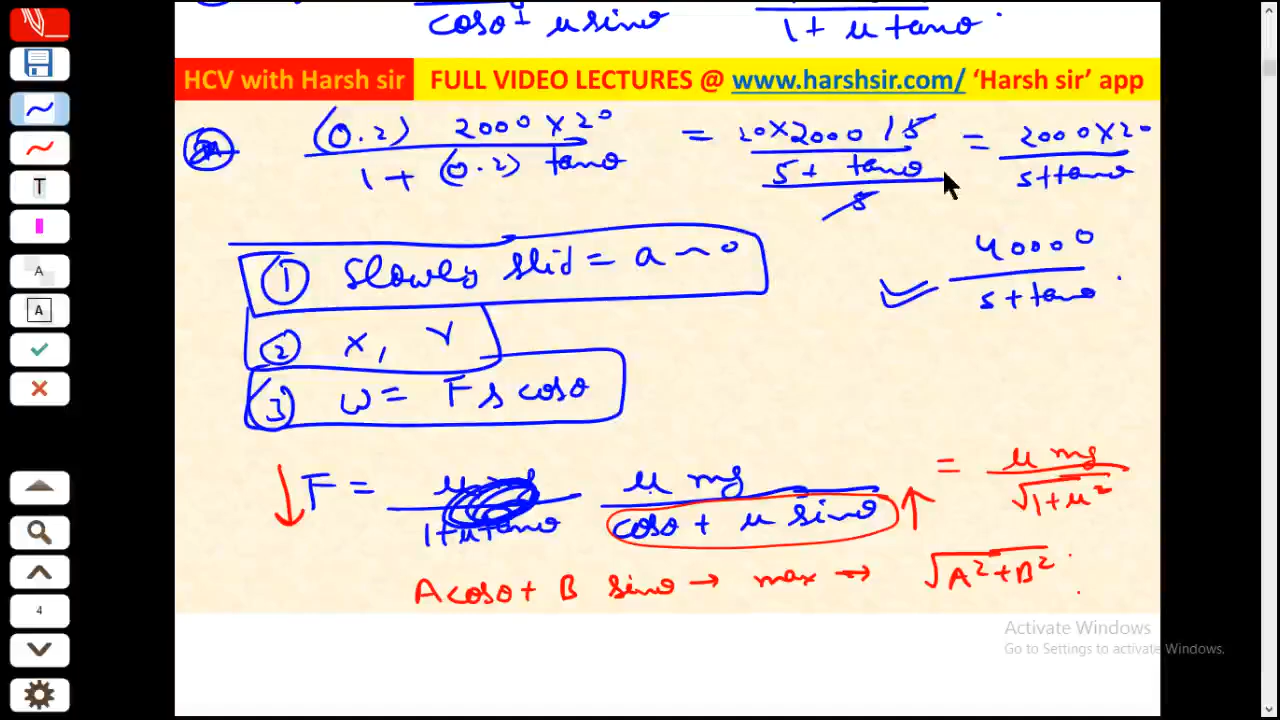 cosθ + μ sinθ 1 + μ tanθ.
HCV with Harsh sir FULL VIDEO LECTURES @ www.harshsir.com/ 'Harsh sir' app
(0.2) 2000 × 20 / 1 + (0.2) tanθ = 20×2000 / 5 / 5 + tanθ / 5 = 2000×20 / 5+tanθ
① slowly slid = a ~ 0
40000 / 5+tanθ.
② x, Y
③ ω = F s cosθ
↓ F = μ / 1+μ tanθ μ mg / cosθ + μ sinθ ↑ = μ mg / √1+μ²
A cosθ + B sinθ → max → √A²+B²
Activate Windows
Go to Settings to activate Windows.
T
A
A
4